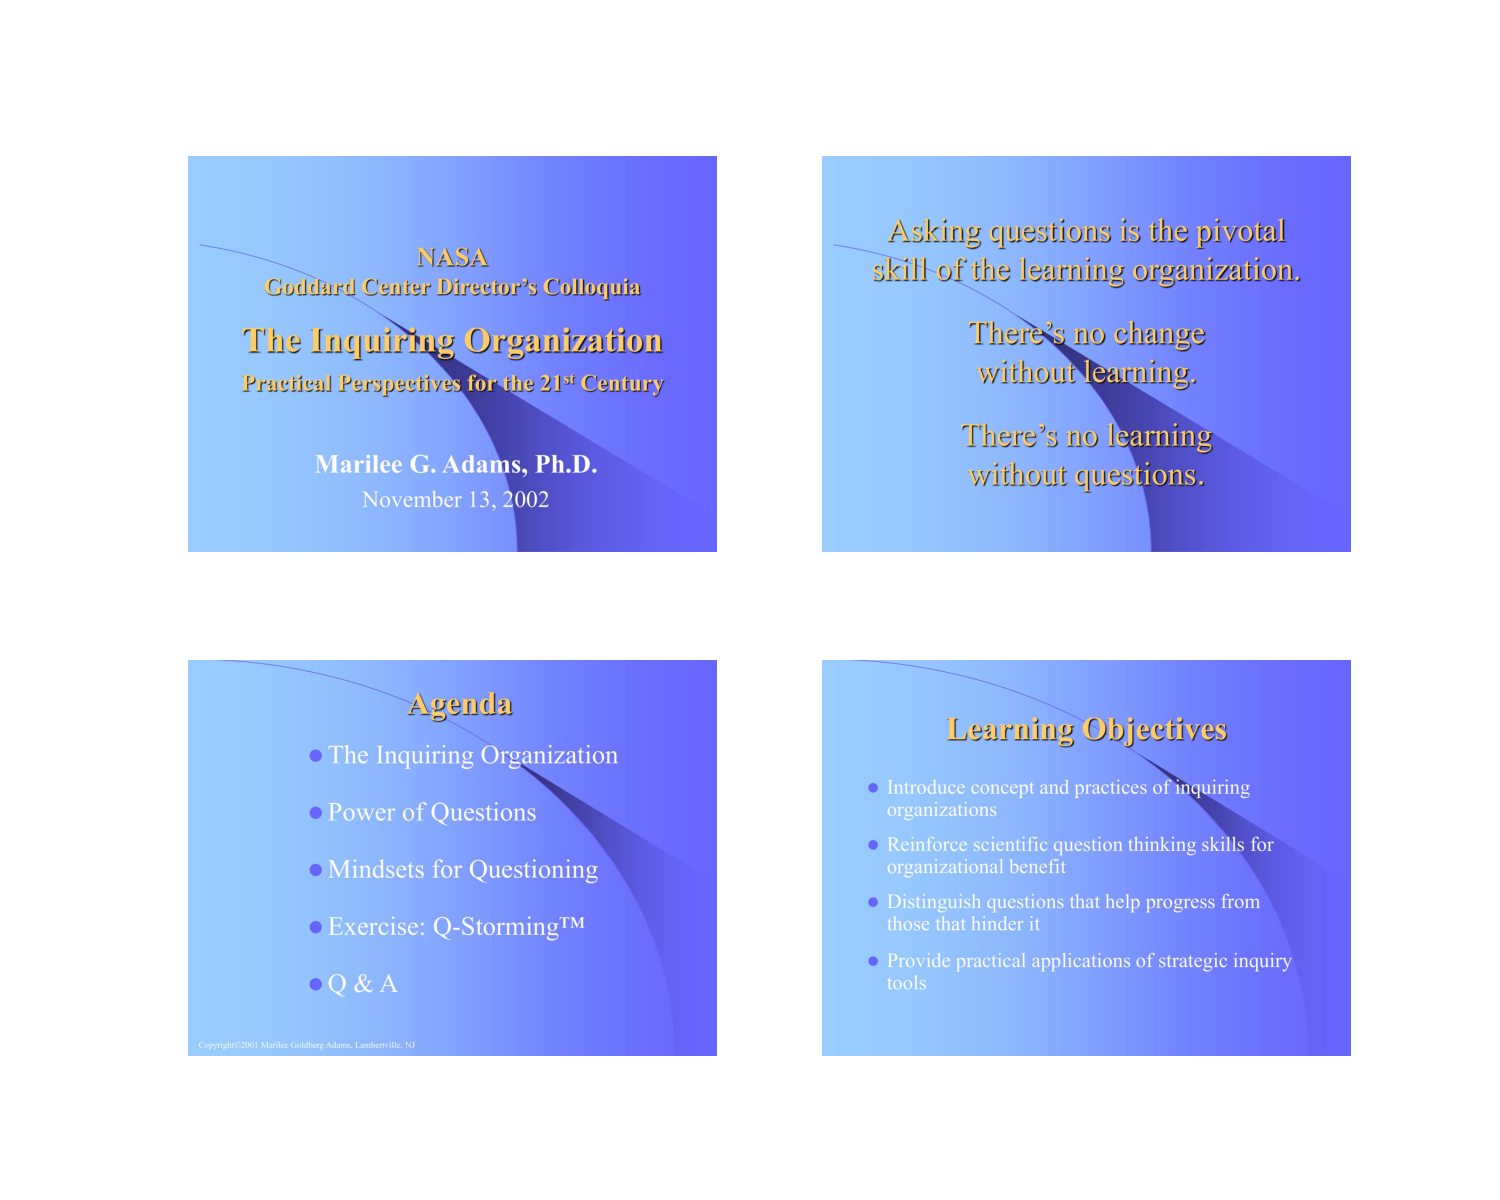 NASA
Goddard Center Director’s Colloquia
The Inquiring Organization
Practical Perspectives for the 21st Century
Marilee G. Adams, Ph.D.
November 13, 2002
Asking questions is the pivotal
skill of the learning organization.
There’s no change
without learning.
There’s no learning
without questions.
Agenda
The Inquiring Organization
Power of Questions
Mindsets for Questioning
Exercise: Q-Storming™
Q & A
Copyright©2001 Marilee Goldberg Adams, Lambertville, NJ
Learning Objectives
Introduce concept and practices of inquiring
organizations
Reinforce scientific question thinking skills for
organizational benefit
Distinguish questions that help progress from
those that hinder it
Provide practical applications of strategic inquiry
tools